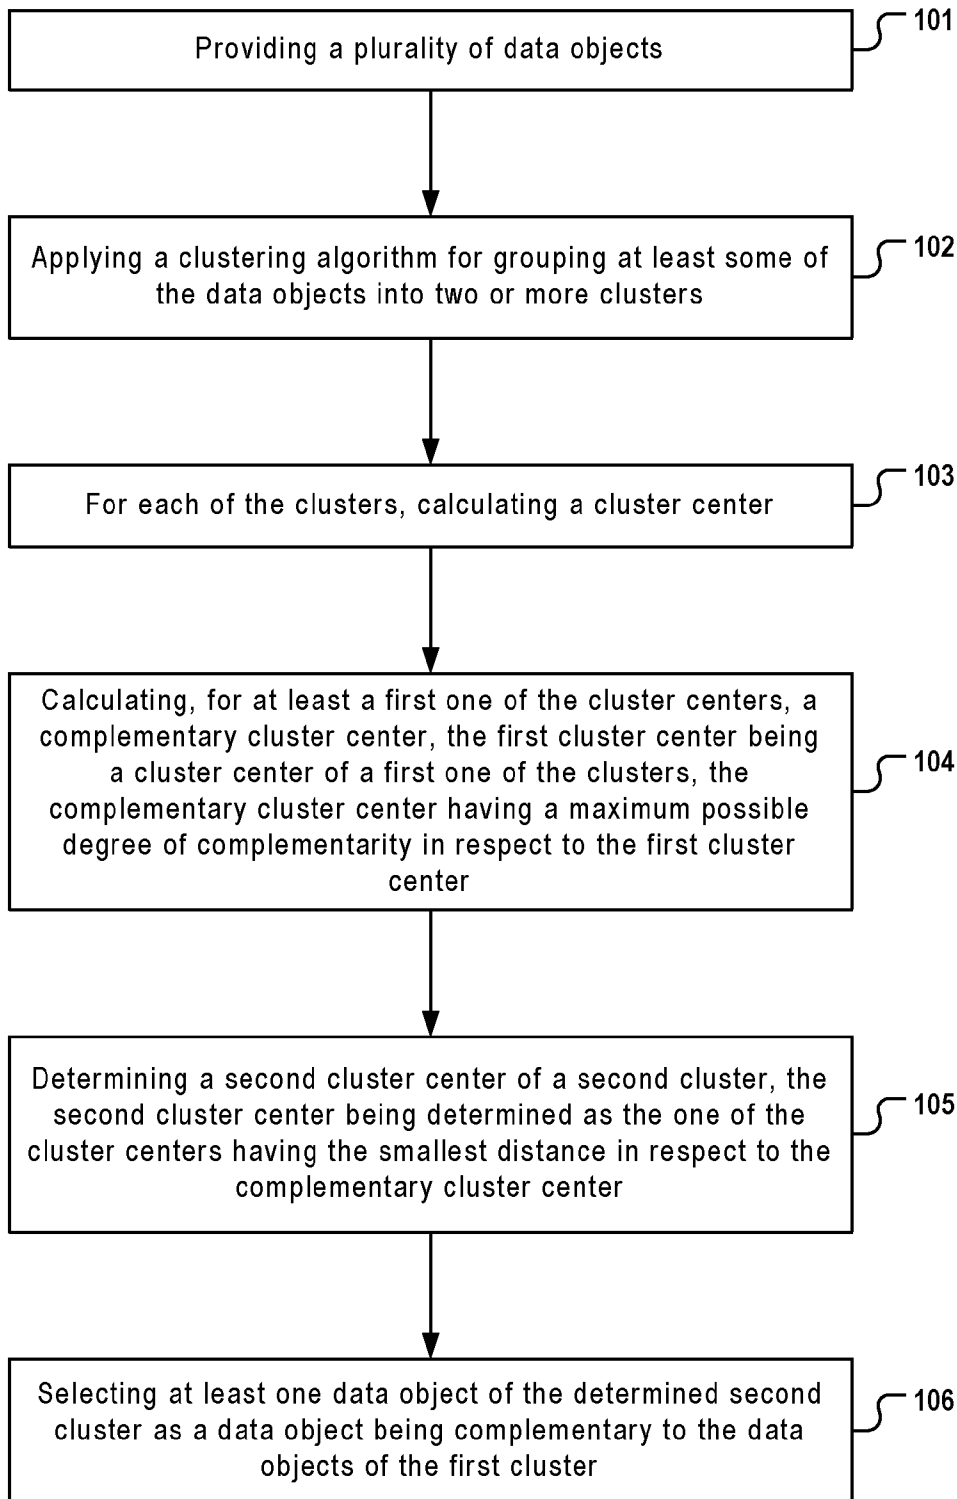 101
Providing a plurality of data objects
102
Applying a clustering algorithm for grouping at least some of
the data objects into two or more clusters
103
For each of the clusters, calculating a cluster center
Calculating, for at least a first one of the cluster centers, a
complementary cluster center, the first cluster center being
a cluster center of a first one of the clusters, the
104
complementary cluster center having a maximum possible
degree of complementarity in respect to the first cluster
center
Determining a second cluster center of a second cluster, the
105
second cluster center being determined as the one of the
cluster centers having the smallest distance in respect to the
complementary cluster center
Selecting at least one data object of the determined second
106
cluster as a data object being complementary to the data
objects of the first cluster